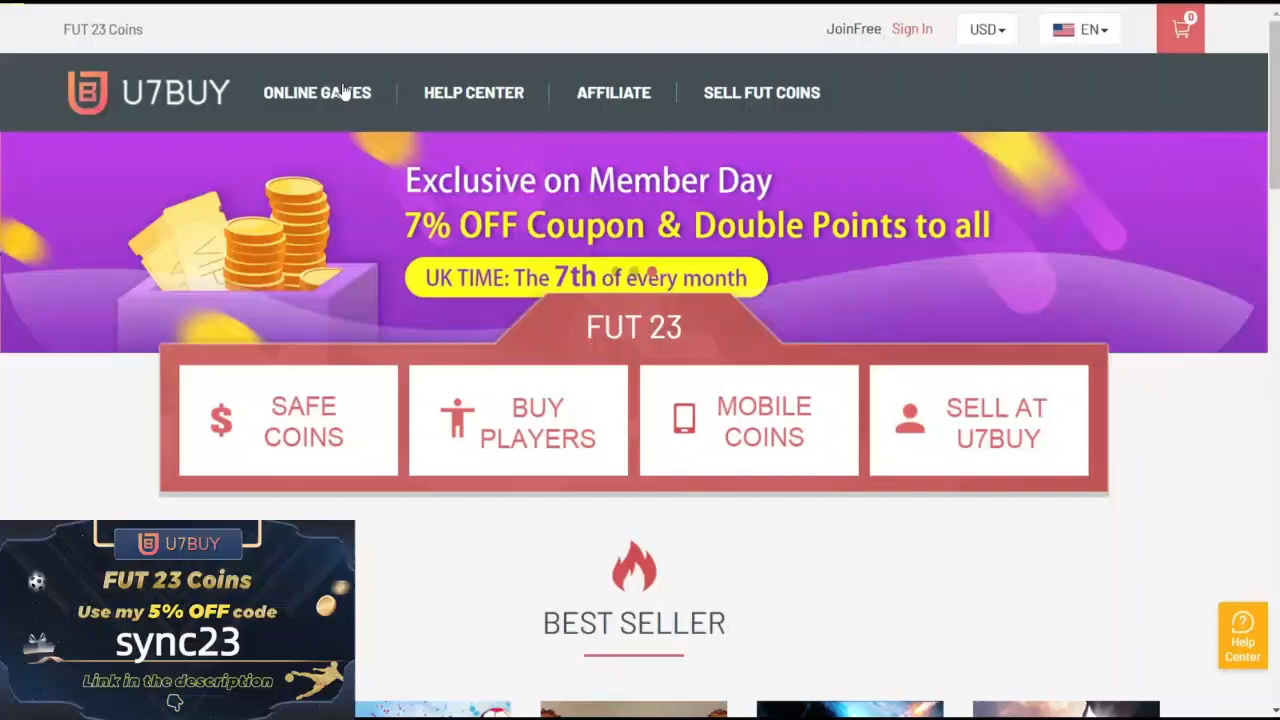 FUT 23 Coins
JoinFree Sign In
USD
EN
0
U7BUY
ONLINE GAMES
HELP CENTER
AFFILIATE
SELL FUT COINS
Exclusive on Member Day
7% OFF Coupon & Double Points to all
UK TIME: The 7th of every month
FUT 23
SAFE
COINS
BUY
PLAYERS
MOBILE
COINS
SELL AT
U7BUY
U7BUY
FUT 23 Coins
Use my 5% OFF code
sync23
Link in the description
BEST SELLER
Help
Center